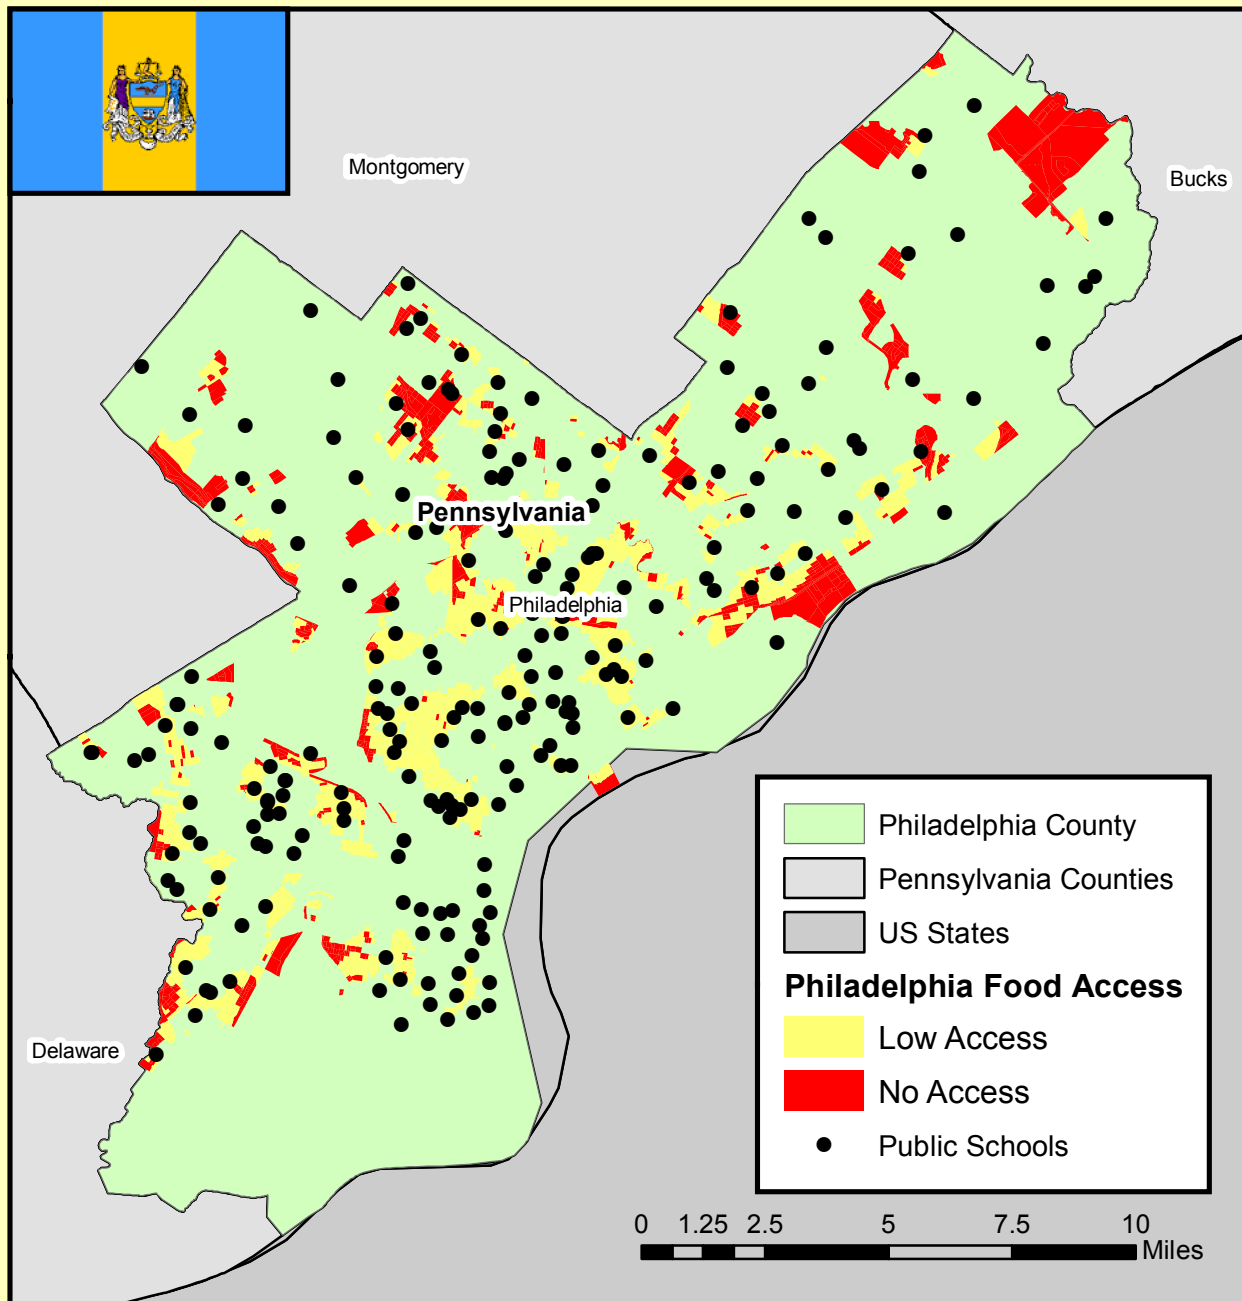 Montgomery
Bucks
Pennsylvania
Philadelphia
Delaware
Philadelphia County
Pennsylvania Counties
US States
Philadelphia Food Access
Low Access
No Access
Public Schools
0 1.25 2.5 5 7.5 10
Miles